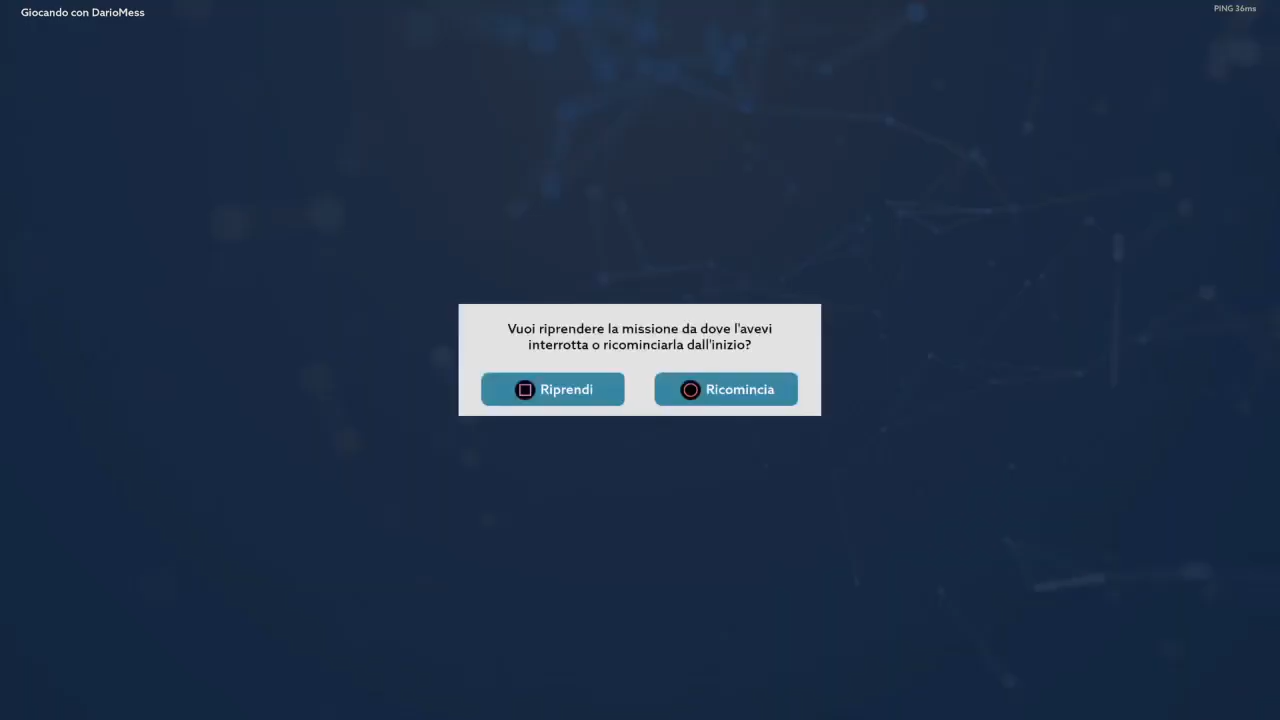 Giocando con DarioMess
PING 36ms
Vuoi riprendere la missione da dove l'avevi
interrotta o ricominciarla dall'inizio?
Riprendi
Ricomincia